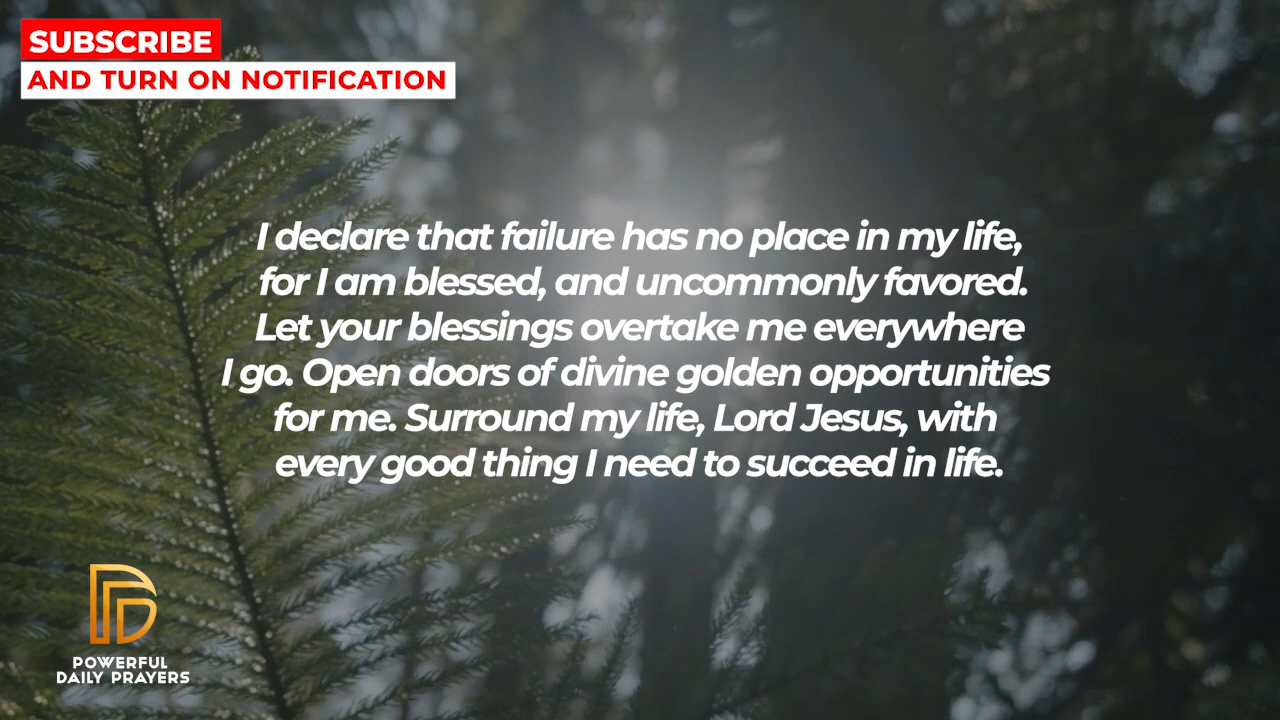 SUBSCRIBE
AND TURN ON NOTIFICATION
I declare that failure has no place in my life,
for I am blessed, and uncommonly favored.
Let your blessings overtake me everywhere
I go. Open doors of divine golden opportunities
for me. Surround my life, Lord Jesus, with
every good thing I need to succeed in life.
POWERFUL
DAILY PRAYERS